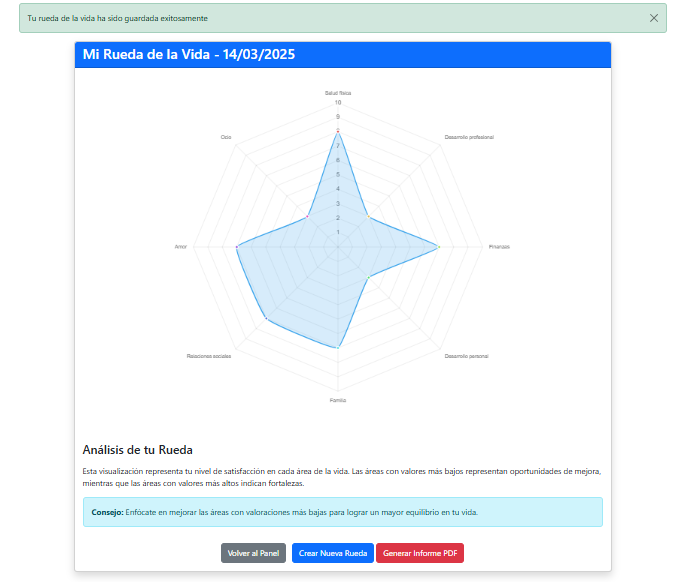 Tu rueda de la vida ha sido guardada exitosamente
Mi Rueda de la Vida - 14/03/2025
Salud física
10
9
8
7
6
5
4
3
2
1
Ocio
Desarrollo profesional
Amor
Finanzas
Relaciones sociales
Desarrollo personal
Familia
Análisis de tu Rueda
Esta visualización representa tu nivel de satisfacción en cada área de la vida. Las áreas con valores más bajos representan oportunidades de mejora,
mientras que las áreas con valores más altos indican fortalezas.
Consejo: Enfócate en mejorar las áreas con valoraciones más bajas para lograr un mayor equilibrio en tu vida.
Volver al Panel
Crear Nueva Rueda
Generar Informe PDF